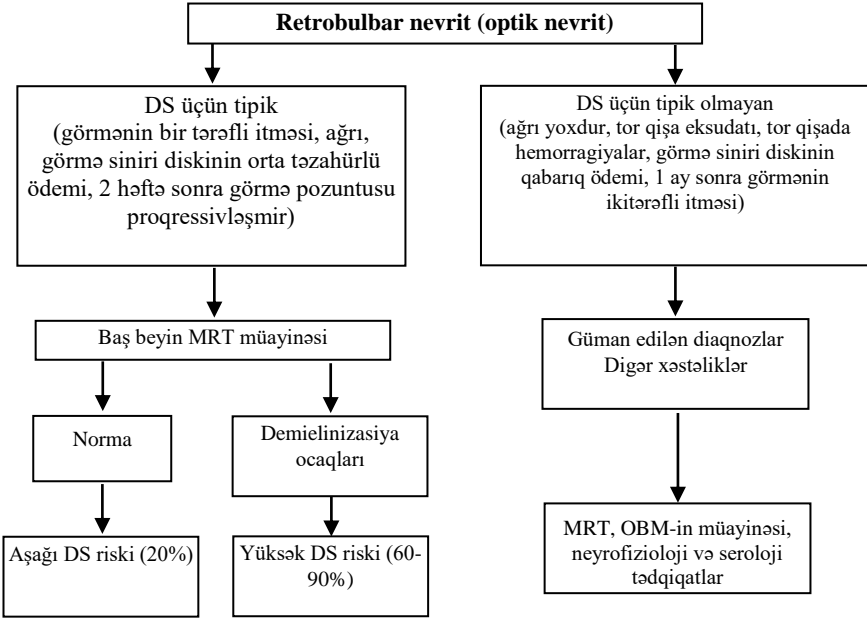 Retrobulbar nevrit (optik nevrit)
DS üçün tipik
(görmənin bir tərəfli itməsi, ağrı,
görmə siniri diskinin orta təzahürlü
ödemi, 2 həftə sonra görmə pozuntusu
proqressivləşmir)
DS üçün tipik olmayan
(ağrı yoxdur, tor qişa eksudatı, tor qişada
hemorragiyalar, görmə siniri diskinin
qabarıq ödemi, 1 ay sonra görmənin
ikitərəfli itməsi)
Baş beyin MRT müayinəsi
Güman edilən diaqnozlar
Digər xəstəliklər
Norma
Demielinizasiya
ocaqları
Aşağı DS riski (20%)
Yüksək DS riski (60-
90%)
MRT, OBM-in müayinəsi,
neyrofizioloji və seroloji
tədqiqatlar